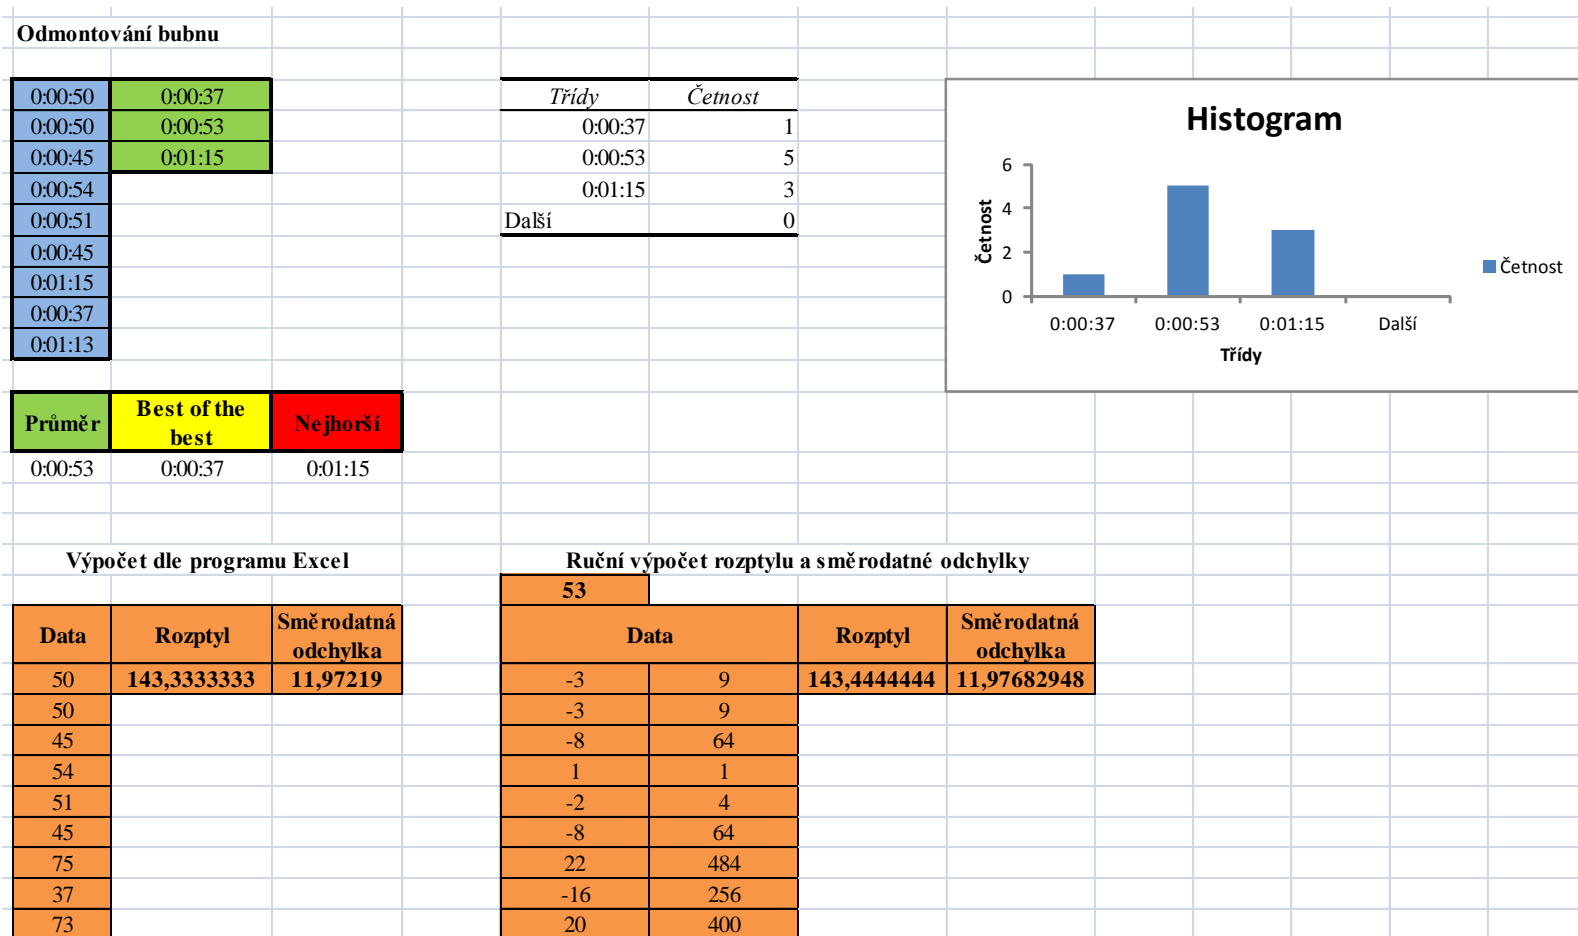 Odmontování bubnu
0:00:50 0:00:37
0:00:50 0:00:53
0:00:45 0:01:15
0:00:54
0:00:51
0:00:45
0:01:15
0:00:37
0:01:13
Třídy Četnost
0:00:37 1
0:00:53 5
0:01:15 3
Další 0
Histogram
6
4
2
0
Četnost
0:00:37 0:00:53 0:01:15 Další
Třídy
Četnost
Průměr Best of the best Nejhorší
0:00:53 0:00:37 0:01:15
Výpočet dle programu Excel
Data Rozptyl Směrodatná odchylka
50 143,3333333 11,97219
50
45
54
51
45
75
37
73
Ruční výpočet rozptylu a směrodatné odchylky
53
Data Rozptyl Směrodatná odchylka
-3 9 143,4444444 11,97682948
-3 9
-8 64
1 1
-2 4
-8 64
22 484
-16 256
20 400